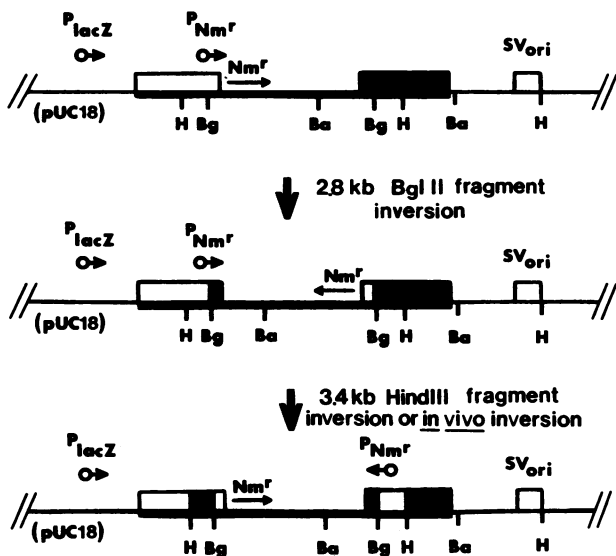 PlacZ PNmr SVori
Nmr
(pUC18) H Bg Ba Bg H Ba H
2.8 kb Bgl II fragment
inversion
PlacZ PNmr SVori
Nmr
(pUC18) H Bg Ba Bg H Ba H
3.4 kb HindIII fragment
inversion or in vivo inversion
PlacZ PNmr SVori
Nmr
(pUC18) H Bg Ba Bg H Ba H